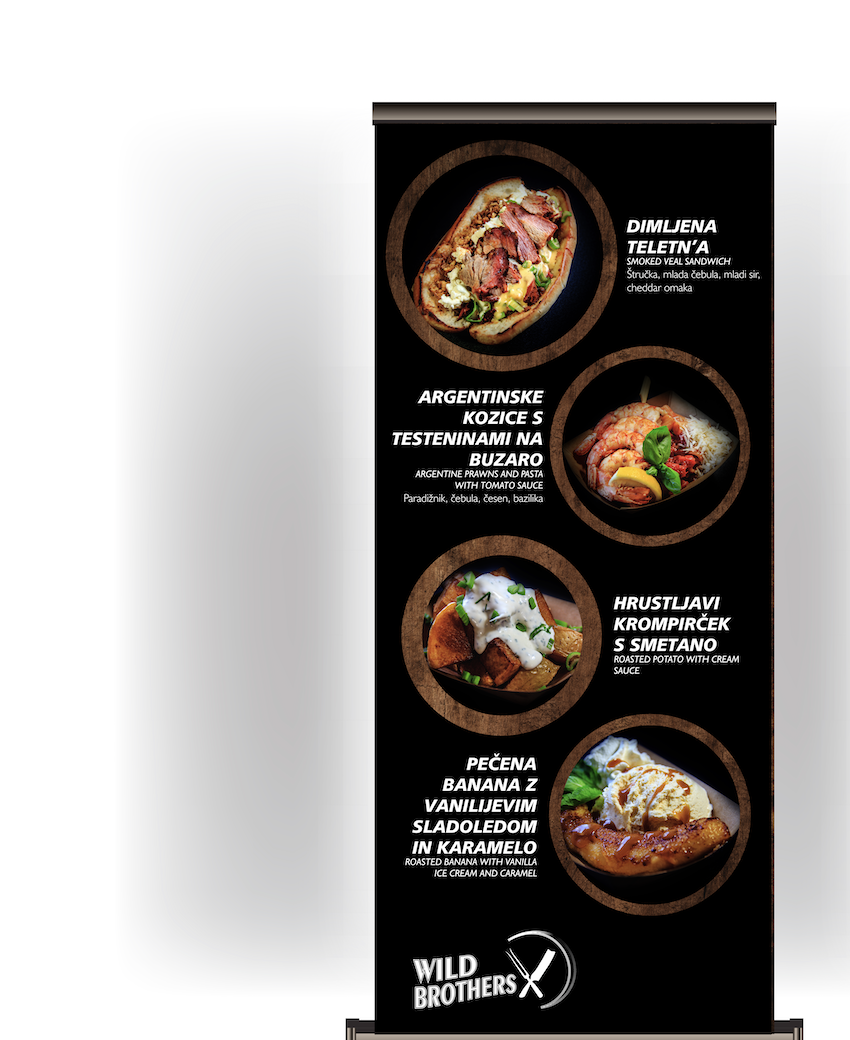 DIMLJENA
TELETN’A
SMOKED VEAL SANDWICH
Štručka, mlada čebula, mladi sir,
cheddar omaka
ARGENTINSKE
KOZICE S
TESTENINAMI NA
BUZARO
ARGENTINE PRAWNS AND PASTA
WITH TOMATO SAUCE
Paradižnik, čebula, česen, bazilika
HRUSTLJAVI
KROMPIRČEK
S SMETANO
ROASTED POTATO WITH CREAM
SAUCE
PEČENA
BANANA Z
VANILIJEVIM
SLADOLEDOM
IN KARAMELO
ROASTED BANANA WITH VANILLA
ICE CREAM AND CARAMEL
WILD
BROTHERS